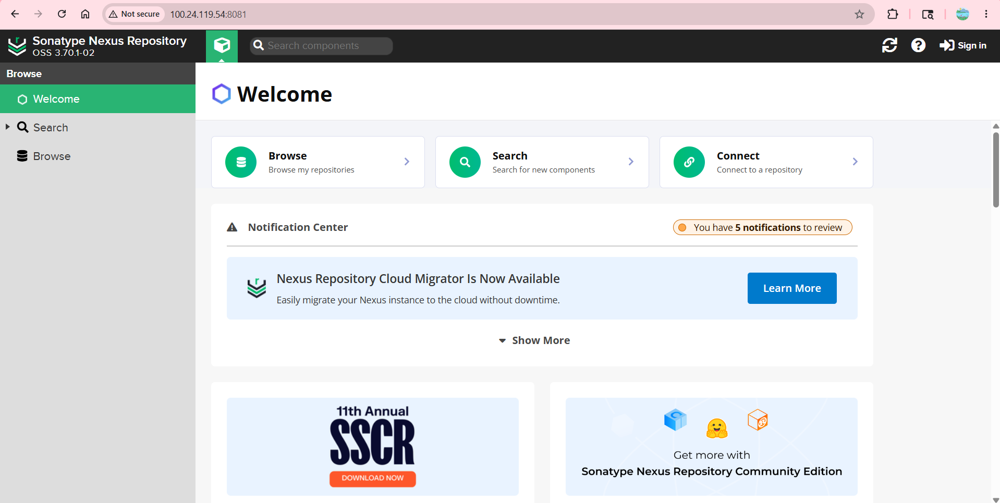 Not secure
100.24.119.54:8081
Sonatype Nexus Repository
OSS 3.70.1-02
Search components
Sign in
Browse
Welcome
Search
Browse
Welcome
Browse
Browse my repositories
Search
Search for new components
Connect
Connect to a repository
Notification Center
You have 5 notifications to review
Nexus Repository Cloud Migrator Is Now Available
Easily migrate your Nexus instance to the cloud without downtime.
Learn More
Show More
11th Annual
SSCR
DOWNLOAD NOW
Get more with
Sonatype Nexus Repository Community Edition